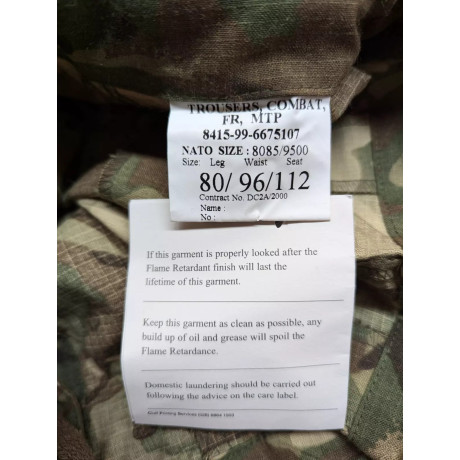 TROUSERS, COMBAT,
FR, MTP
8415-99-6675107
NATO SIZE : 8085/9500
Size: Leg Waist Seat
80/ 96/112
Contract No. DC2A/2000
Name :
No :
If this garment is properly looked after the
Flame Retardant finish will last the
lifetime of this garment.
Keep this garment as clean as possible, any
build up of oil and grease will spoil the
Flame Retardance.
Domestic laundering should be carried out
following the advice on the care label.